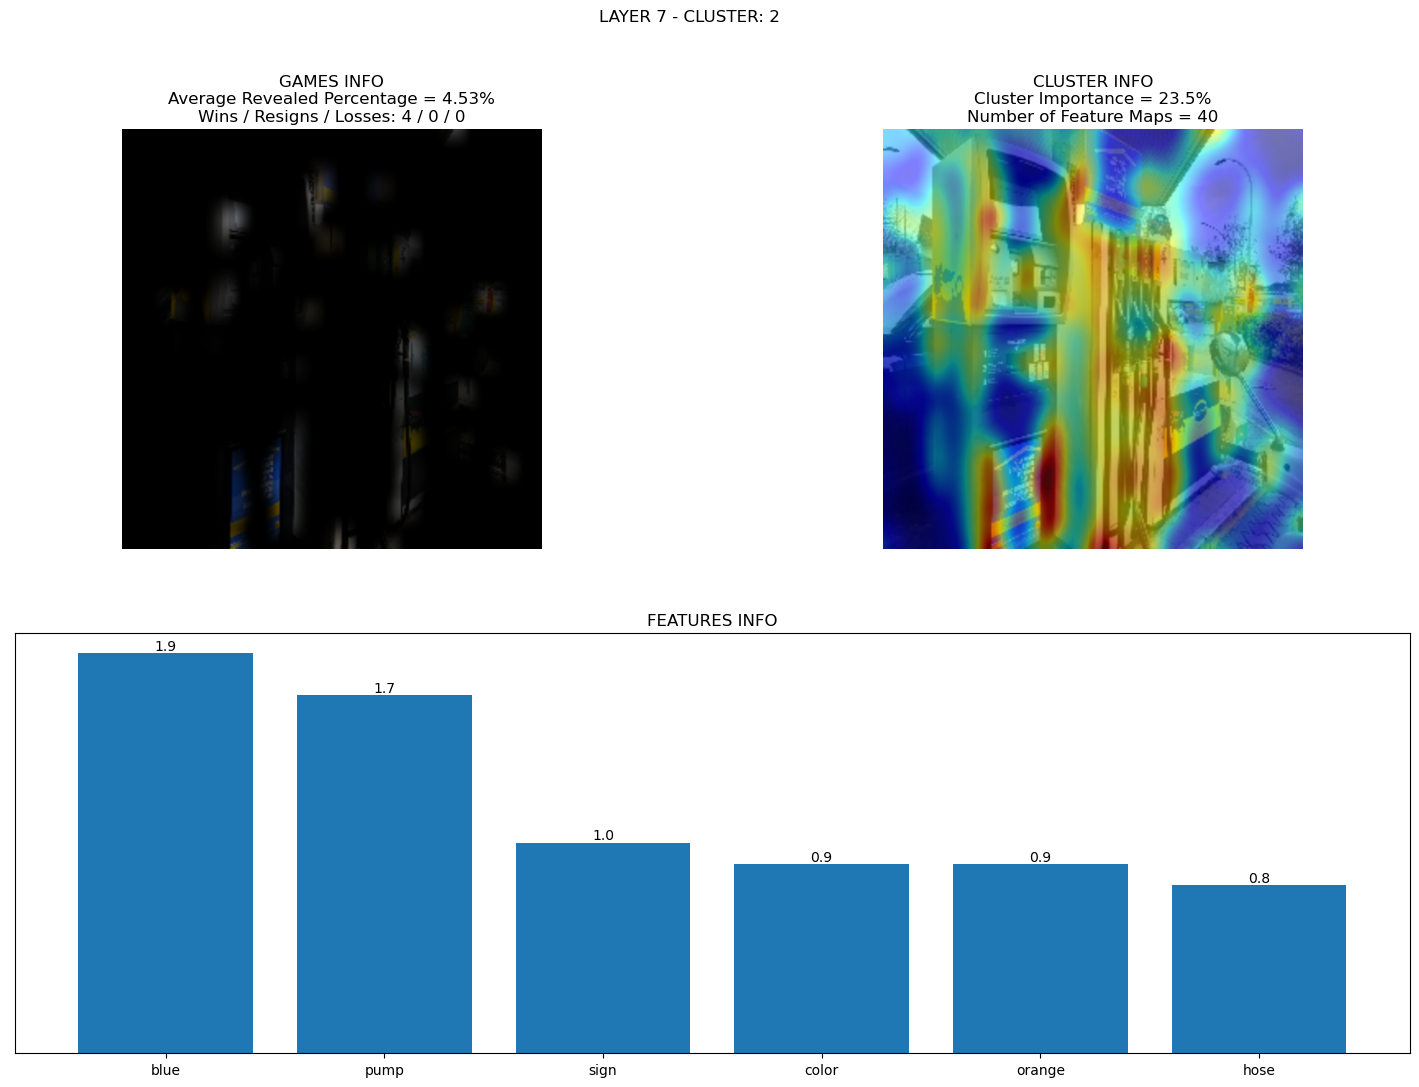 LAYER 7 - CLUSTER: 2
GAMES INFO
Average Revealed Percentage = 4.53%
Wins / Resigns / Losses: 4 / 0 / 0
CLUSTER INFO
Cluster Importance = 23.5%
Number of Feature Maps = 40
FEATURES INFO
1.9
1.7
1.0
0.9
0.9
0.8
blue
pump
sign
color
orange
hose